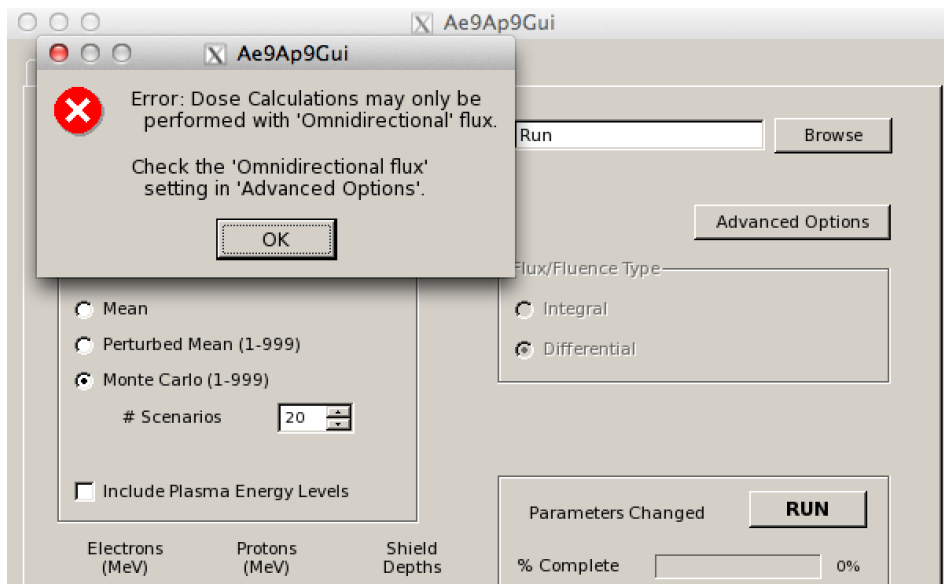 Ae9Ap9Gui
Ae9Ap9Gui
Error: Dose Calculations may only be
performed with 'Omnidirectional' flux.
Check the 'Omnidirectional flux'
setting in 'Advanced Options'.
OK
Run
Browse
Advanced Options
Flux/Fluence Type
Integral
Differential
Mean
Perturbed Mean (1-999)
Monte Carlo (1-999)
# Scenarios
20
Include Plasma Energy Levels
Parameters Changed
RUN
Electrons
(MeV)
Protons
(MeV)
Shield
Depths
% Complete
0%